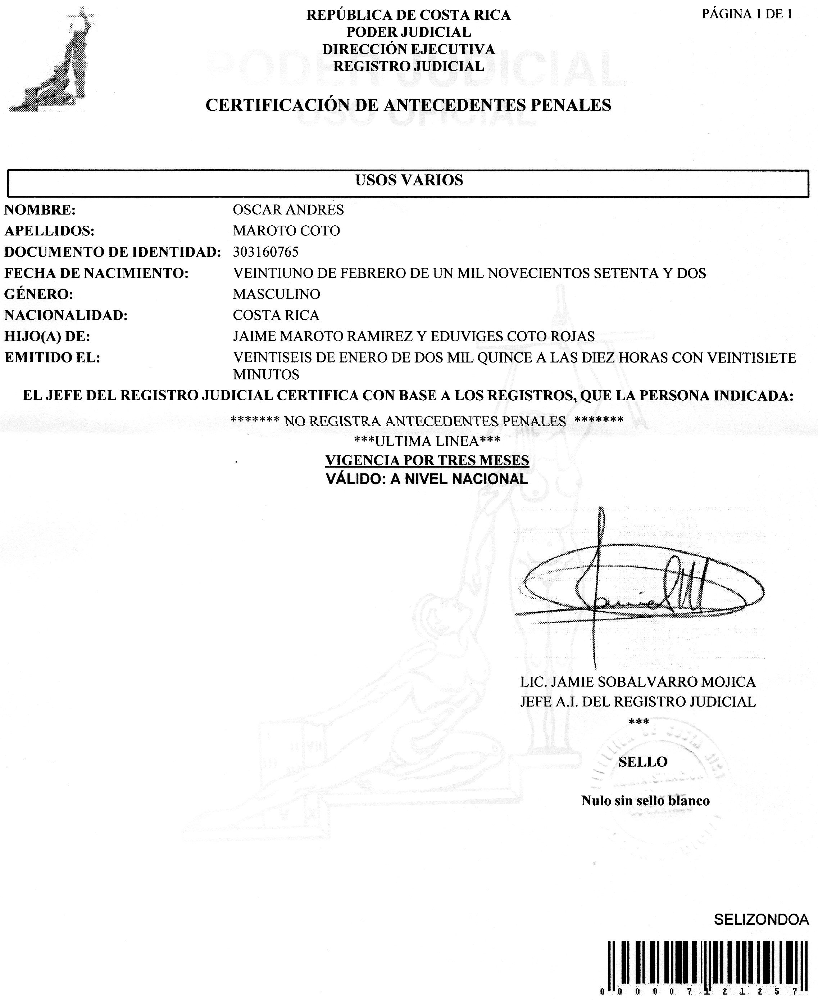 REPÚBLICA DE COSTA RICA
PÁGINA 1 DE 1
PODER JUDICIAL
DIRECCIÓN EJECUTIVA
REGISTRO JUDICIAL
PODER JUDICIAL
USO OFICIAL
CERTIFICACIÓN DE ANTECEDENTES PENALES
USOS VARIOS
NOMBRE: OSCAR ANDRES
APELLIDOS: MAROTO COTO
DOCUMENTO DE IDENTIDAD: 303160765
FECHA DE NACIMIENTO: VEINTIUNO DE FEBRERO DE UN MIL NOVECIENTOS SETENTA Y DOS
GÉNERO: MASCULINO
NACIONALIDAD: COSTA RICA
HIJO(A) DE: JAIME MAROTO RAMIREZ Y EDUVIGES COTO ROJAS
EMITIDO EL: VEINTISEIS DE ENERO DE DOS MIL QUINCE A LAS DIEZ HORAS CON VEINTISIETE
MINUTOS
EL JEFE DEL REGISTRO JUDICIAL CERTIFICA CON BASE A LOS REGISTROS, QUE LA PERSONA INDICADA:
******* NO REGISTRA ANTECEDENTES PENALES *******
***ULTIMA LINEA***
VIGENCIA POR TRES MESES
VÁLIDO: A NIVEL NACIONAL
LIC. JAMIE SOBALVARRO MOJICA
JEFE A.I. DEL REGISTRO JUDICIAL
***
SELLO
Nulo sin sello blanco
SELIZONDOA
00007121257